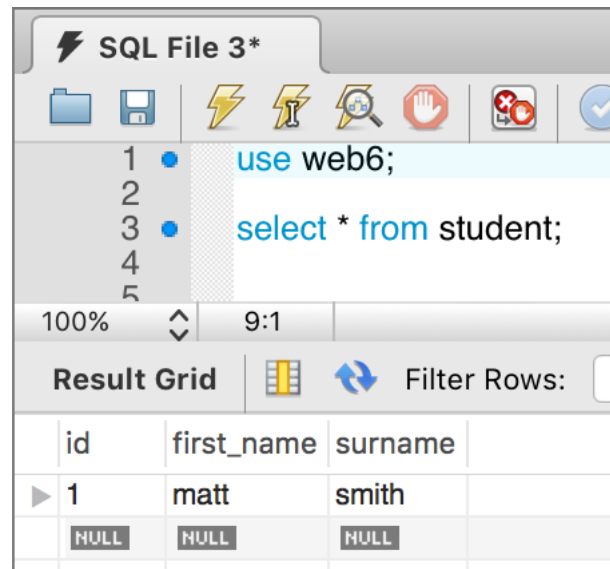 SQL File 3*
1 use web6;
2
3 select * from student;
4
5
100% 9:1
Result Grid Filter Rows:
id first_name surname
1 matt smith
NULL NULL NULL